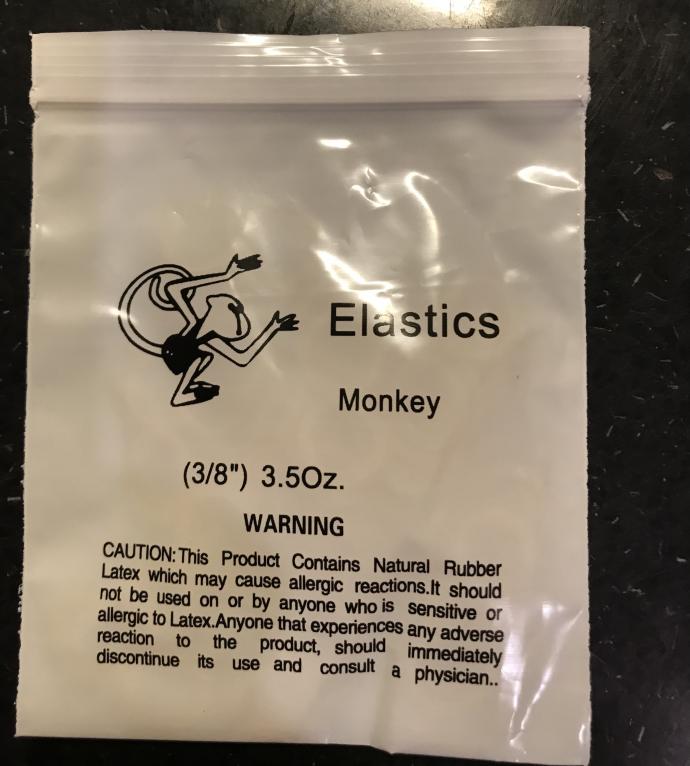 Elastics
Monkey
(3/8") 3.5Oz.
WARNING
CAUTION:This Product Contains Natural Rubber
Latex which may cause allergic reactions.It should
not be used on or by anyone who is sensitive or
allergic to Latex.Anyone that experiences any adverse
reaction to the product, should immediately
discontinue its use and consult a physician..